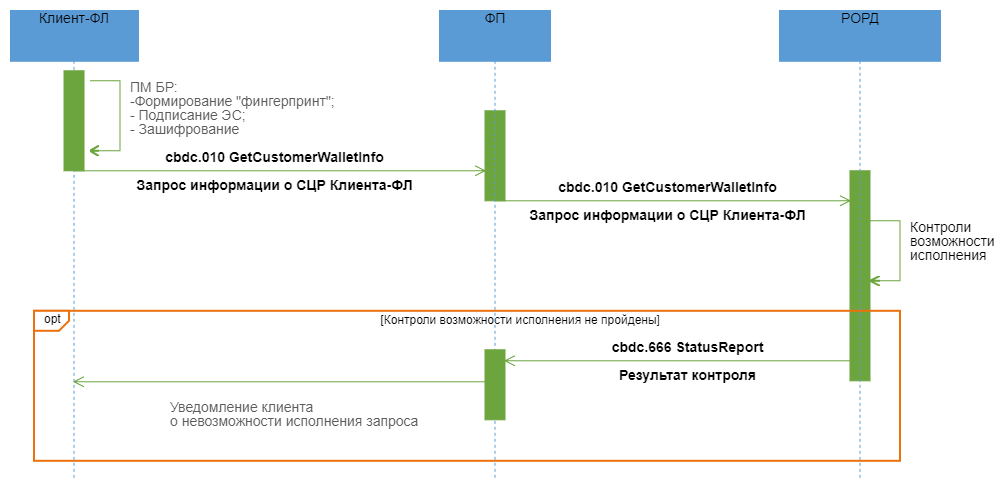 Клиент-ФЛ
ФП
РОРД
ПМ БР:
-Формирование "фингерпринт";
- Подписание ЭС;
- Зашифрование
cbdc.010 GetCustomerWalletInfo
Запрос информации о СЦР Клиента-ФЛ
cbdc.010 GetCustomerWalletInfo
Запрос информации о СЦР Клиента-ФЛ
Контроли
возможности
исполнения
opt
[Контроли возможности исполнения не пройдены]
cbdc.666 StatusReport
Результат контроля
Уведомление клиента
о невозможности исполнения запроса